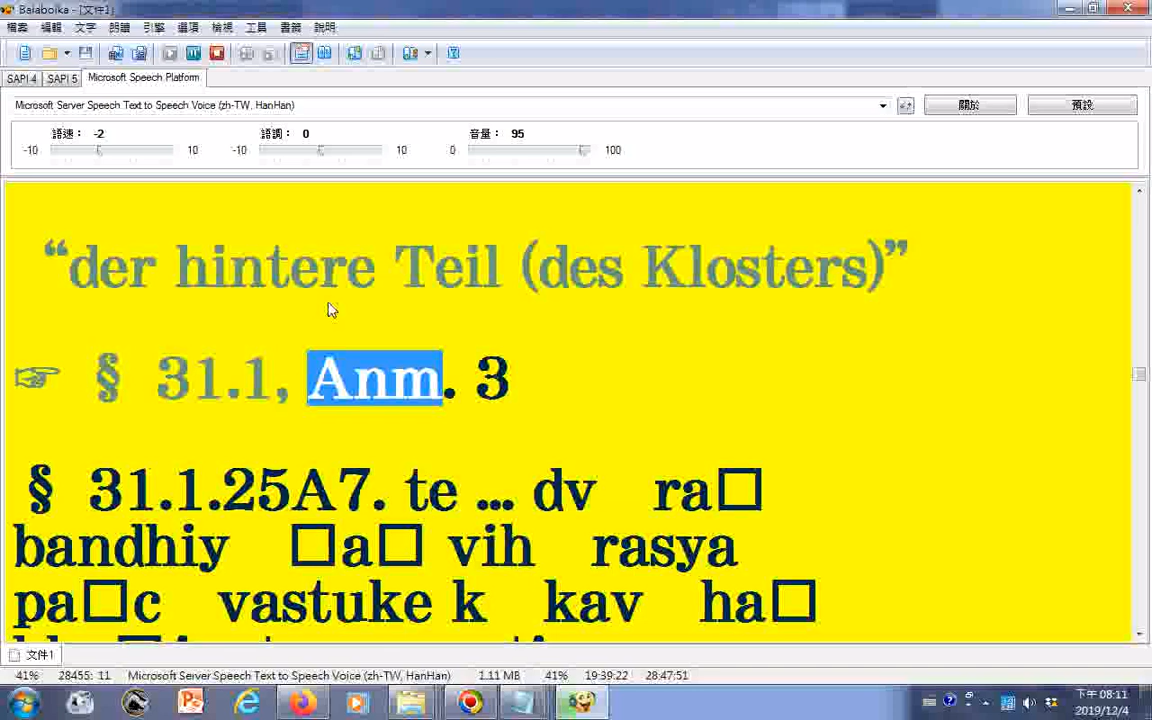 Balabolka - [文件1]
檔案 編輯 文字 朗讀 引擎 選項 檢視 工具 書籤 說明
SAPI 4 SAPI 5 Microsoft Speech Platform
Microsoft Server Speech Text to Speech Voice (zh-TW, HanHan) 關於 預設
語速： -2 語調： 0 音量： 95
-10 10 -10 10 0 100
“der hintere Teil (des Klosters)”
☞ § 31.1, Anm. 3
§ 31.1.25A7. te ... dv ra□
bandhiy □a□ vih rasya
pa□c vastuke k kav ha□
文件1
41% 28455: 11 Microsoft Server Speech Text to Speech Voice (zh-TW, HanHan) 1.11 MB 41% 19:39:22 28:47:51
下午 08:11
2019/12/4